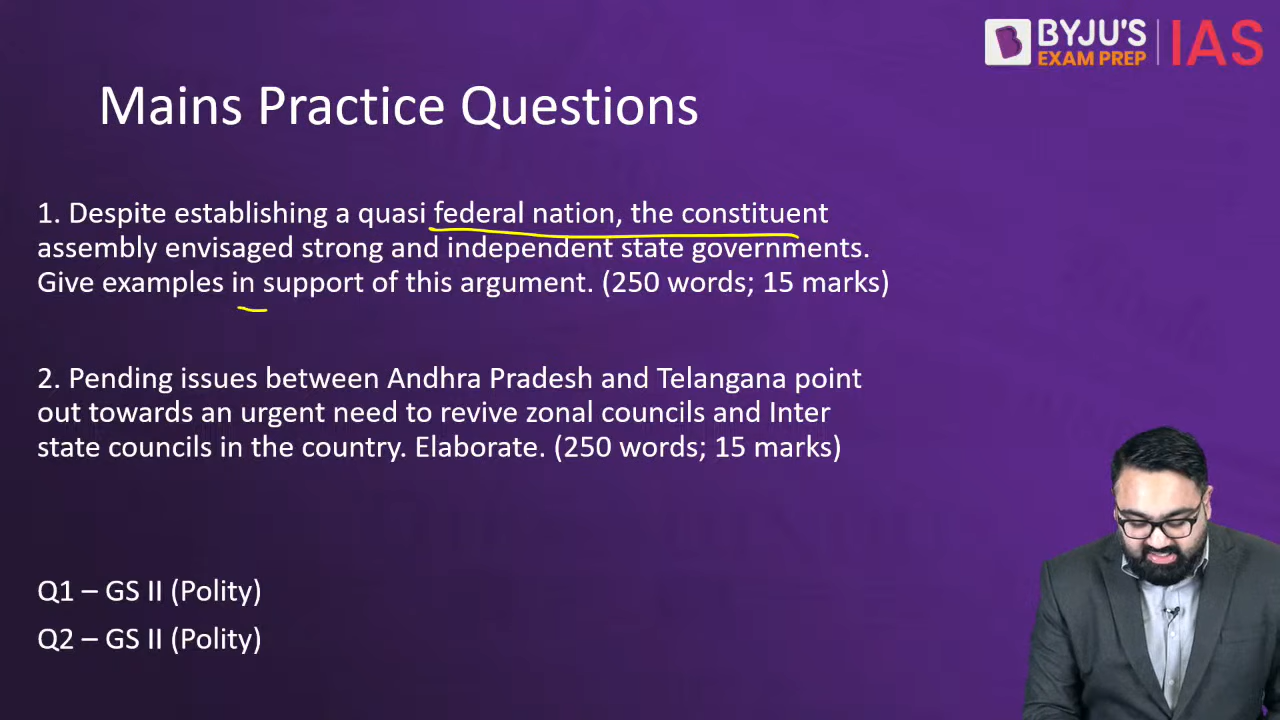 BYJU'S
EXAM PREP
IAS
Mains Practice Questions
1. Despite establishing a quasi federal nation, the constituent
assembly envisaged strong and independent state governments.
Give examples in support of this argument. (250 words; 15 marks)
2. Pending issues between Andhra Pradesh and Telangana point
out towards an urgent need to revive zonal councils and Inter
state councils in the country. Elaborate. (250 words; 15 marks)
Q1 – GS II (Polity)
Q2 – GS II (Polity)